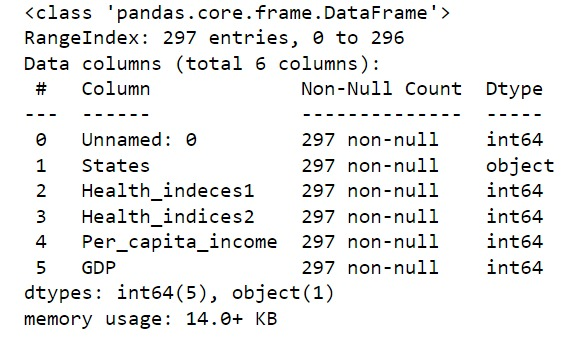 <class 'pandas.core.frame.DataFrame'>
RangeIndex: 297 entries, 0 to 296
Data columns (total 6 columns):
 #   Column             Non-Null Count  Dtype
---  ------             --------------  -----
 0   Unnamed: 0         297 non-null    int64
 1   States             297 non-null    object
 2   Health_indeces1    297 non-null    int64
 3   Health_indices2    297 non-null    int64
 4   Per_capita_income  297 non-null    int64
 5   GDP                297 non-null    int64
dtypes: int64(5), object(1)
memory usage: 14.0+ KB